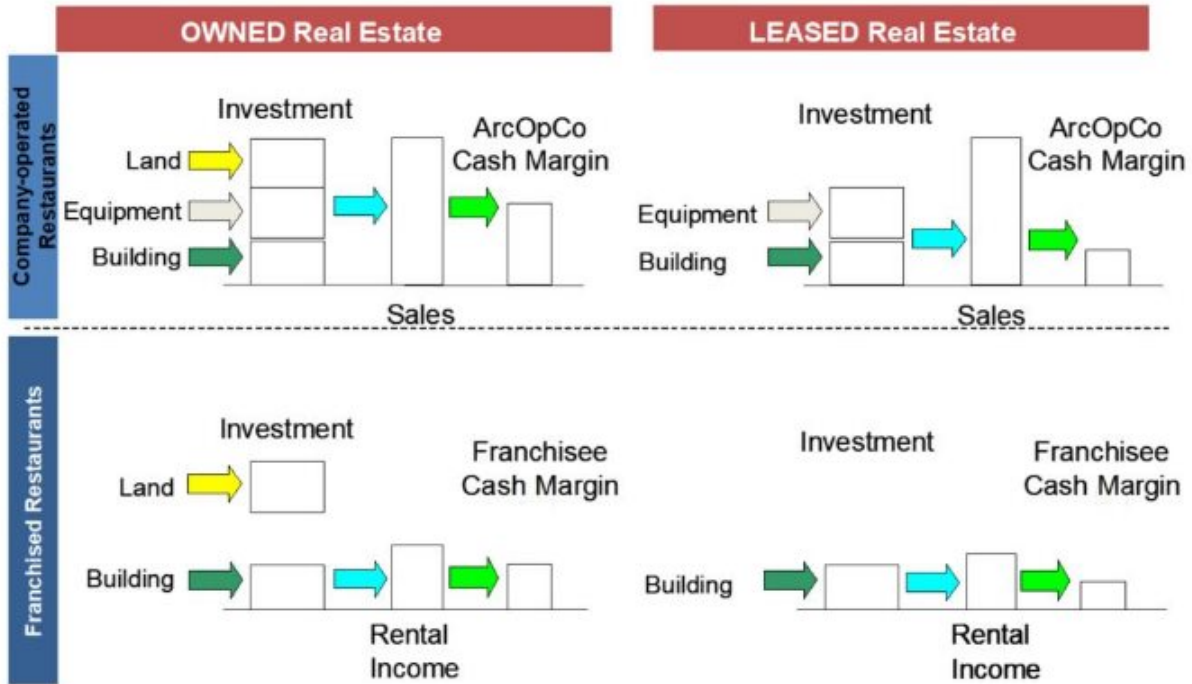 OWNED Real Estate
LEASED Real Estate
Company-operated
Restaurants
Investment
ArcOpCo
Cash Margin
Land
Equipment
Building
Sales
Investment
ArcOpCo
Cash Margin
Equipment
Building
Sales
Franchised Restaurants
Investment
Franchisee
Cash Margin
Land
Building
Rental
Income
Investment
Franchisee
Cash Margin
Building
Rental
Income